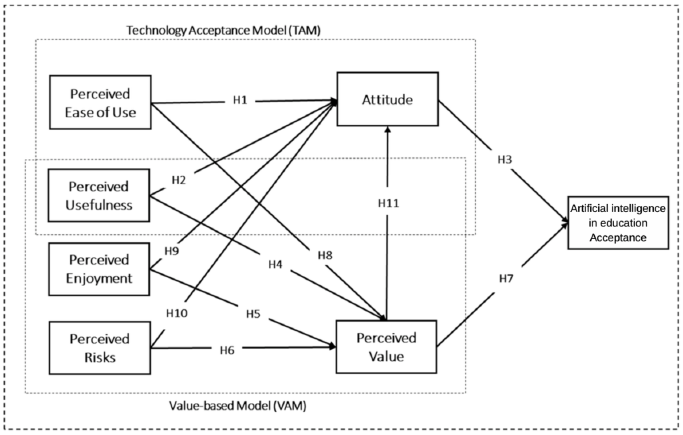 Technology Acceptance Model (TAM)
Perceived
Ease of Use
H1
Attitude
H2
H3
Perceived
Usefulness
H11
Artificial intelligence
in education
Acceptance
H9
H8
Perceived
Enjoyment
H4
H7
H10
H5
Perceived
Risks
H6
Perceived
Value
Value-based Model (VAM)